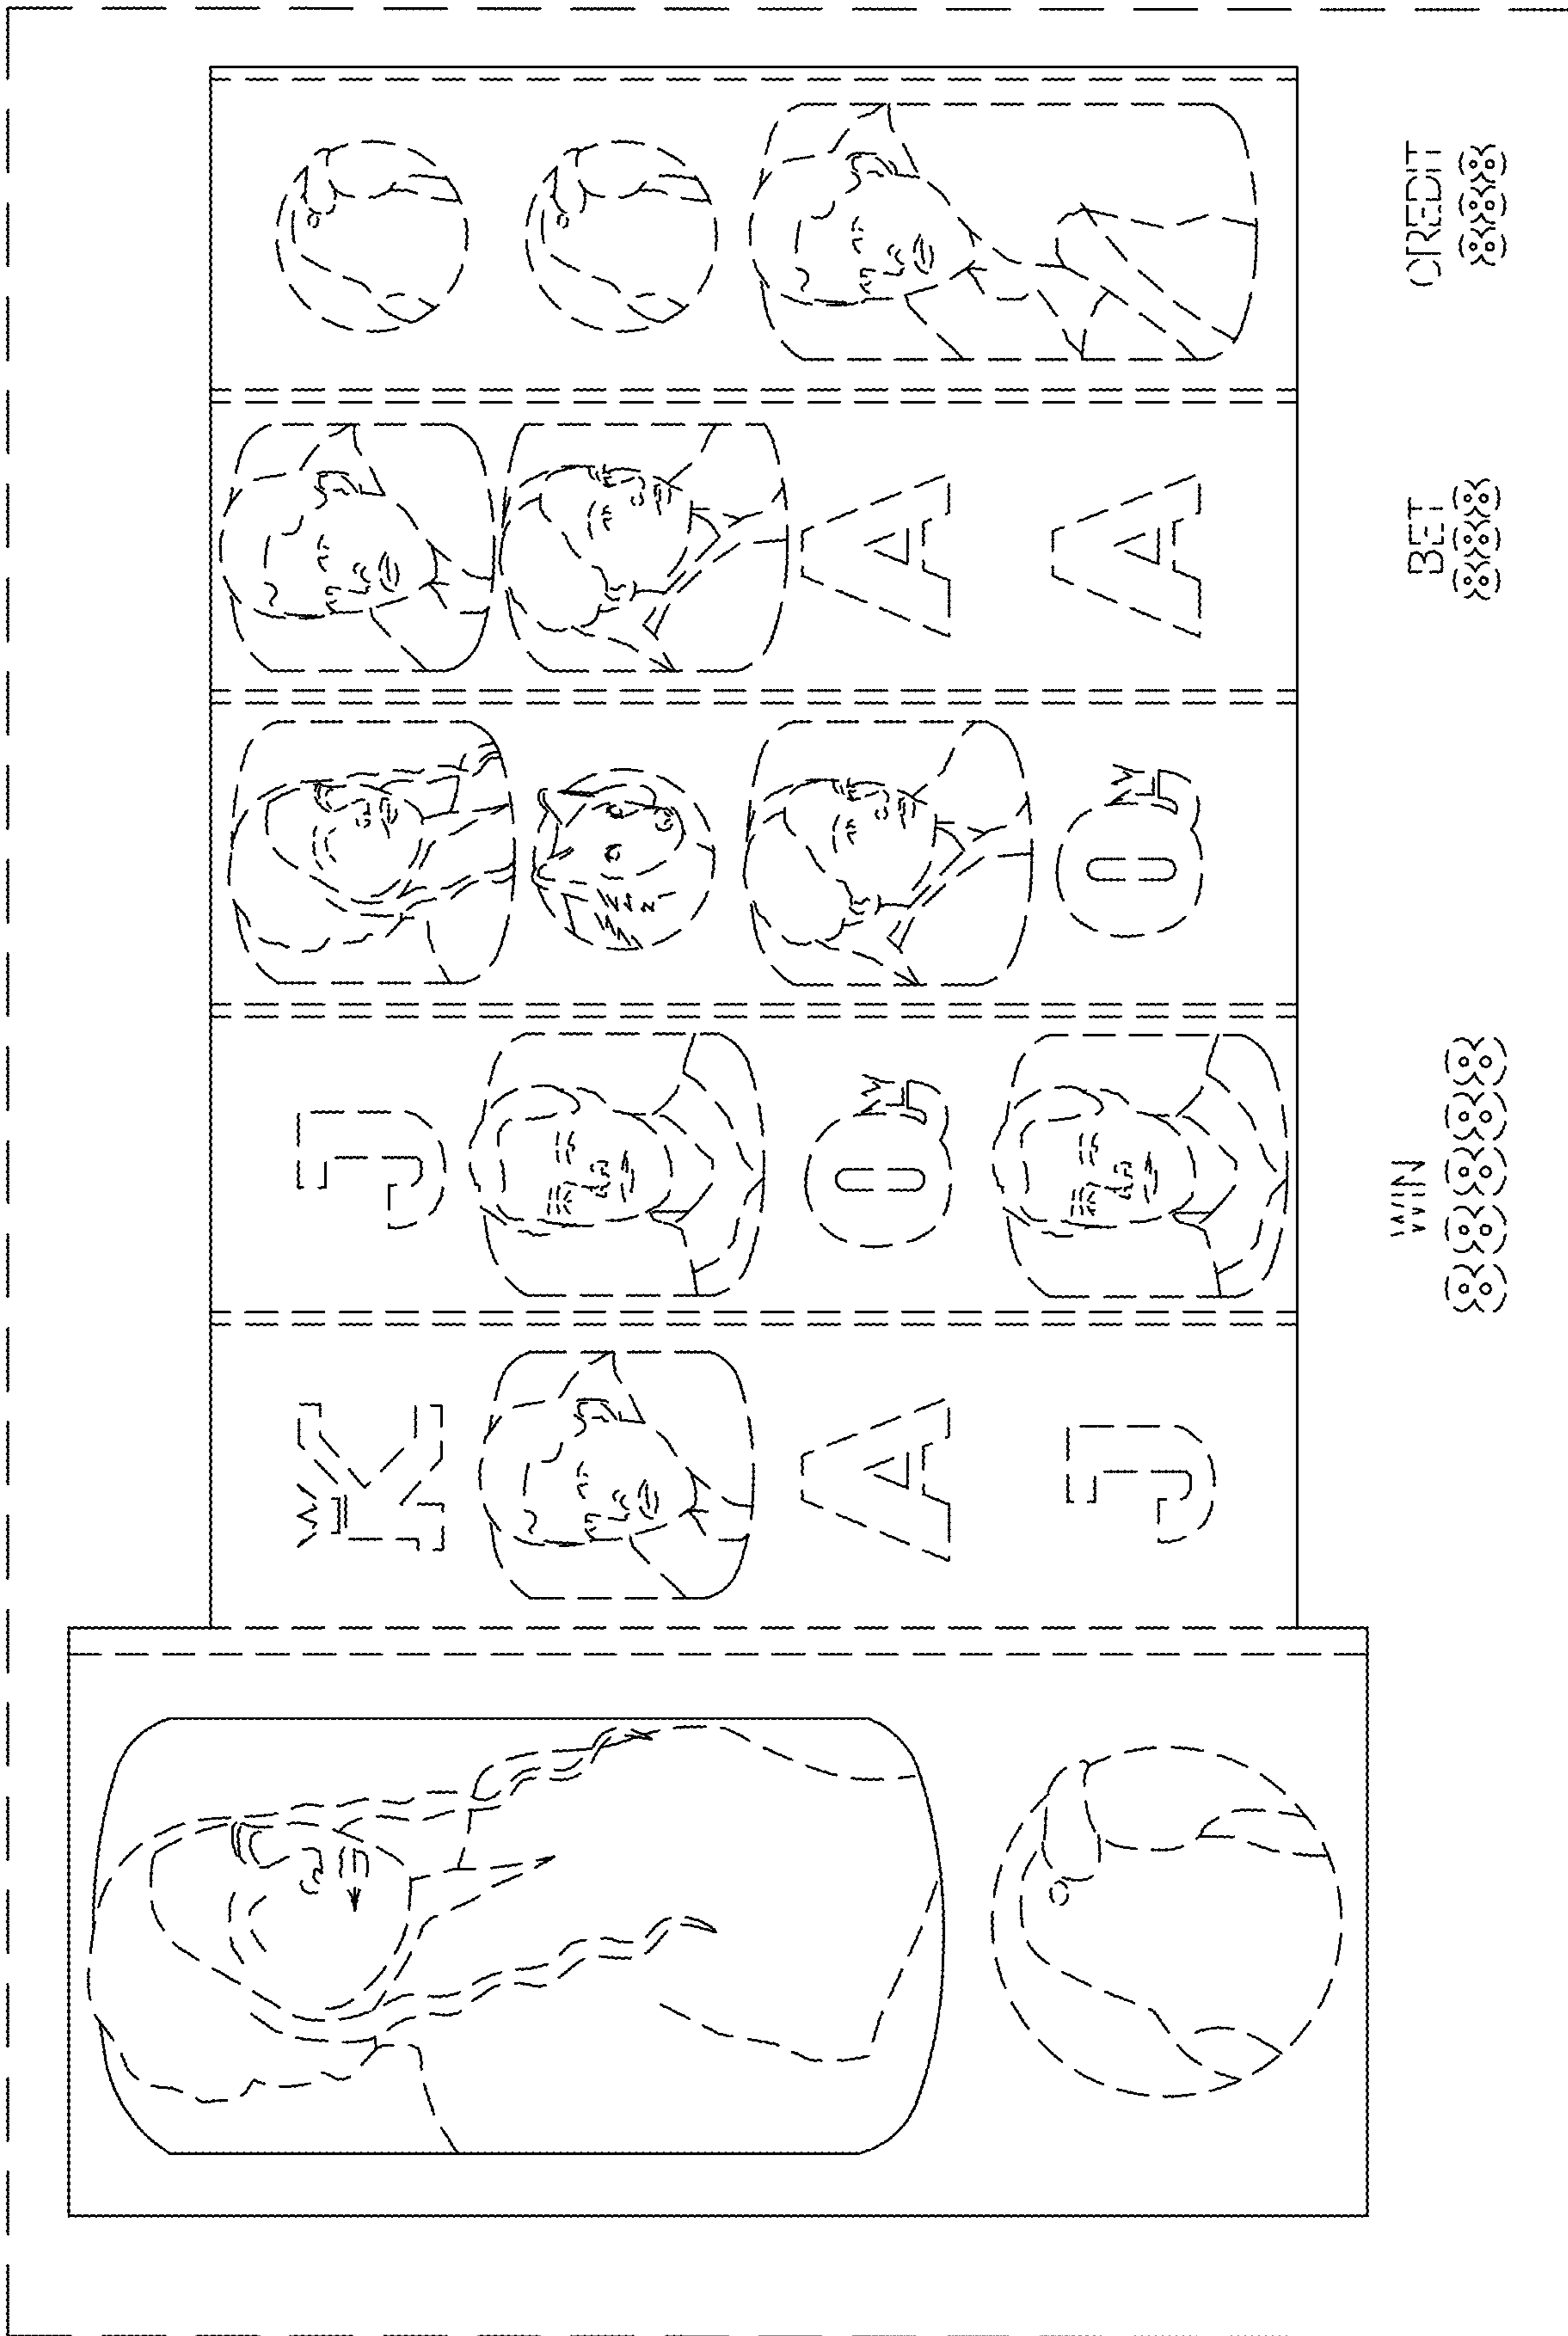 K J
A Q A
J Q A
WIN BET CREDIT
88888 888 888